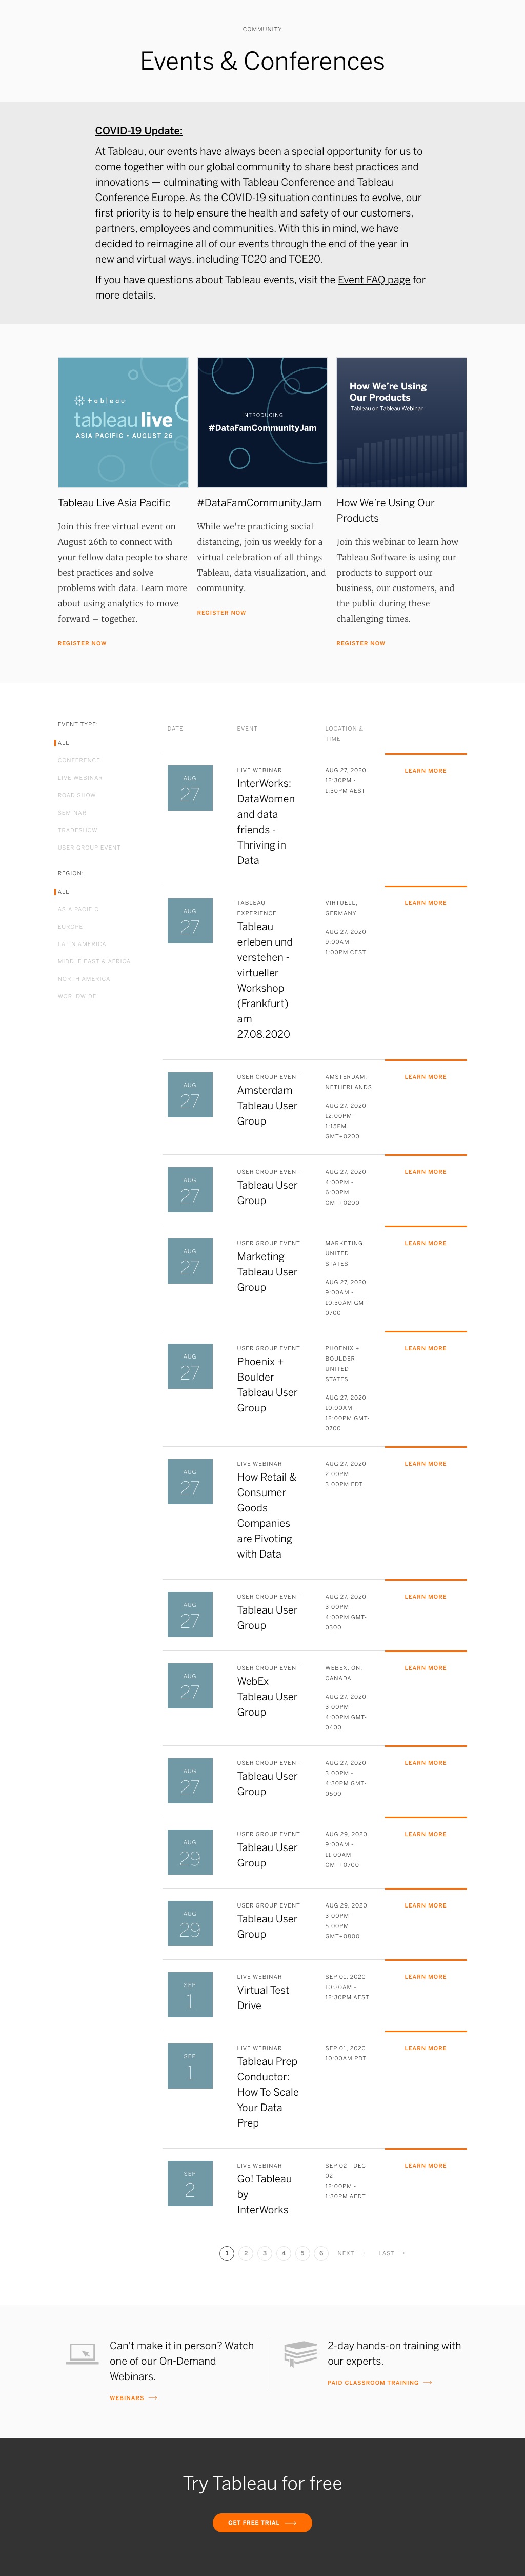 COMMUNITY
Events & Conferences
COVID-19 Update:
At Tableau, our events have always been a special opportunity for us to
come together with our global community to share best practices and
innovations — culminating with Tableau Conference and Tableau
Conference Europe. As the COVID-19 situation continues to evolve, our
first priority is to help ensure the health and safety of our customers,
partners, employees and communities. With this in mind, we have
decided to reimagine all of our events through the end of the year in
new and virtual ways, including TC20 and TCE20.
If you have questions about Tableau events, visit the Event FAQ page for
more details.
+ableau
tableau live
ASIA PACIFIC • AUGUST 26
Tableau Live Asia Pacific
Join this free virtual event on
August 26th to connect with
your fellow data people to share
best practices and solve
problems with data. Learn more
about using analytics to move
forward – together.
REGISTER NOW
INTRODUCING
#DataFamCommunityJam
#DataFamCommunityJam
While we're practicing social
distancing, join us weekly for a
virtual celebration of all things
Tableau, data visualization, and
community.
REGISTER NOW
How We're Using
Our Products
Tableau on Tableau Webinar
How We're Using Our
Products
Join this webinar to learn how
Tableau Software is using our
products to support our
business, our customers, and
the public during these
challenging times.
REGISTER NOW
EVENT TYPE:
ALL
CONFERENCE
LIVE WEBINAR
ROAD SHOW
SEMINAR
TRADESHOW
USER GROUP EVENT
REGION:
ALL
ASIA PACIFIC
EUROPE
LATIN AMERICA
MIDDLE EAST & AFRICA
NORTH AMERICA
WORLDWIDE
DATE
EVENT
LOCATION &
TIME
AUG
27
LIVE WEBINAR
InterWorks:
DataWomen
and data
friends -
Thriving in
Data
AUG 27, 2020
12:30PM -
1:30PM AEST
LEARN MORE
AUG
27
TABLEAU
EXPERIENCE
Tableau
erleben und
verstehen -
virtueller
Workshop
(Frankfurt)
am
27.08.2020
VIRTUELL,
GERMANY
AUG 27, 2020
9:00AM -
1:00PM CEST
LEARN MORE
AUG
27
USER GROUP EVENT
Amsterdam
Tableau User
Group
AMSTERDAM,
NETHERLANDS
AUG 27, 2020
12:00PM -
1:15PM
GMT+0200
LEARN MORE
AUG
27
USER GROUP EVENT
Tableau User
Group
AUG 27, 2020
4:00PM -
6:00PM
GMT+0200
LEARN MORE
AUG
27
USER GROUP EVENT
Marketing
Tableau User
Group
MARKETING,
UNITED
STATES
AUG 27, 2020
9:00AM -
10:30AM GMT-
0700
LEARN MORE
AUG
27
USER GROUP EVENT
Phoenix +
Boulder
Tableau User
Group
PHOENIX +
BOULDER,
UNITED
STATES
AUG 27, 2020
10:00AM -
12:00PM GMT-
0700
LEARN MORE
AUG
27
LIVE WEBINAR
How Retail &
Consumer
Goods
Companies
are Pivoting
with Data
AUG 27, 2020
2:00PM -
3:00PM EDT
LEARN MORE
AUG
27
USER GROUP EVENT
Tableau User
Group
AUG 27, 2020
3:00PM -
4:00PM GMT-
0300
LEARN MORE
AUG
27
USER GROUP EVENT
WebEx
Tableau User
Group
WEBEX, ON,
CANADA
AUG 27, 2020
3:00PM -
4:00PM GMT-
0400
LEARN MORE
AUG
27
USER GROUP EVENT
Tableau User
Group
AUG 27, 2020
3:00PM -
4:30PM GMT-
0500
LEARN MORE
AUG
29
USER GROUP EVENT
Tableau User
Group
AUG 29, 2020
9:00AM -
11:00AM
GMT+0700
LEARN MORE
AUG
29
USER GROUP EVENT
Tableau User
Group
AUG 29, 2020
3:00PM -
5:00PM
GMT+0800
LEARN MORE
SEP
1
LIVE WEBINAR
Virtual Test
Drive
SEP 01, 2020
10:30AM -
12:30PM AEST
LEARN MORE
SEP
1
LIVE WEBINAR
Tableau Prep
Conductor:
How To Scale
Your Data
Prep
SEP 01, 2020
10:00AM PDT
LEARN MORE
SEP
2
LIVE WEBINAR
Go! Tableau
by
InterWorks
SEP 02 - DEC
02
12:00PM -
1:30PM AEDT
LEARN MORE
1 2 3 4 5 6 NEXT → LAST →
Can't make it in person? Watch
one of our On-Demand
Webinars.
WEBINARS →
2-day hands-on training with
our experts.
PAID CLASSROOM TRAINING →
Try Tableau for free
GET FREE TRIAL →